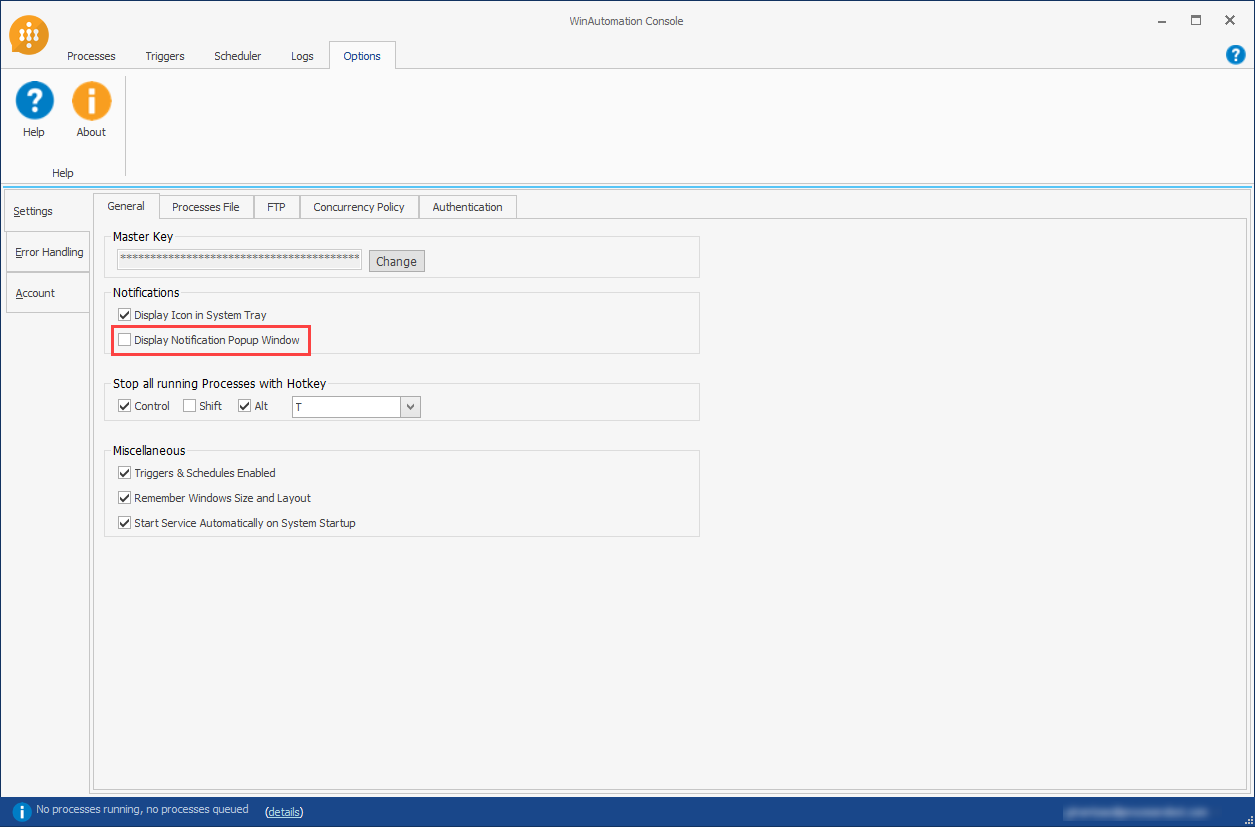 WinAutomation Console
Processes Triggers Scheduler Logs Options
Help About
Help
Settings
Error Handling
Account
General Processes File FTP Concurrency Policy Authentication
Master Key
**************************************** Change
Notifications
Display Icon in System Tray
Display Notification Popup Window
Stop all running Processes with Hotkey
Control Shift Alt T
Miscellaneous
Triggers & Schedules Enabled
Remember Windows Size and Layout
Start Service Automatically on System Startup
No processes running, no processes queued (details)